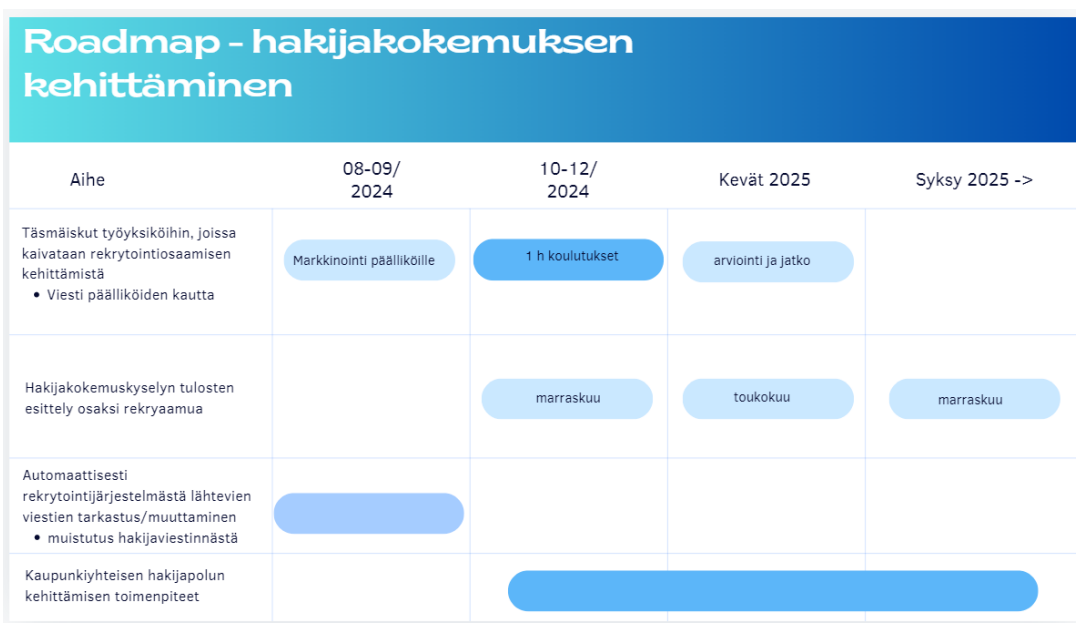 Roadmap - hakijakokemuksen
kehittäminen
Aihe
08-09/
2024
10-12/
2024
Kevät 2025
Syksy 2025 ->
Täsmäiskut työyksiköihin, joissa
kaivataan rekrytointiosaamisen
kehittämistä
• Viesti päälliköiden kautta
Markkinointi päälliköille
1 h koulutukset
arviointi ja jatko
Hakijakokemuskyselyn tulosten
esittely osaksi rekryaamua
marraskuu
toukokuu
marraskuu
Automaattisesti
rekrytointijärjestelmästä lähtevien
viestien tarkastus/muuttaminen
• muistutus hakijaviestinnästä
Kaupunkiyhteisen hakijapolun
kehittämisen toimenpiteet